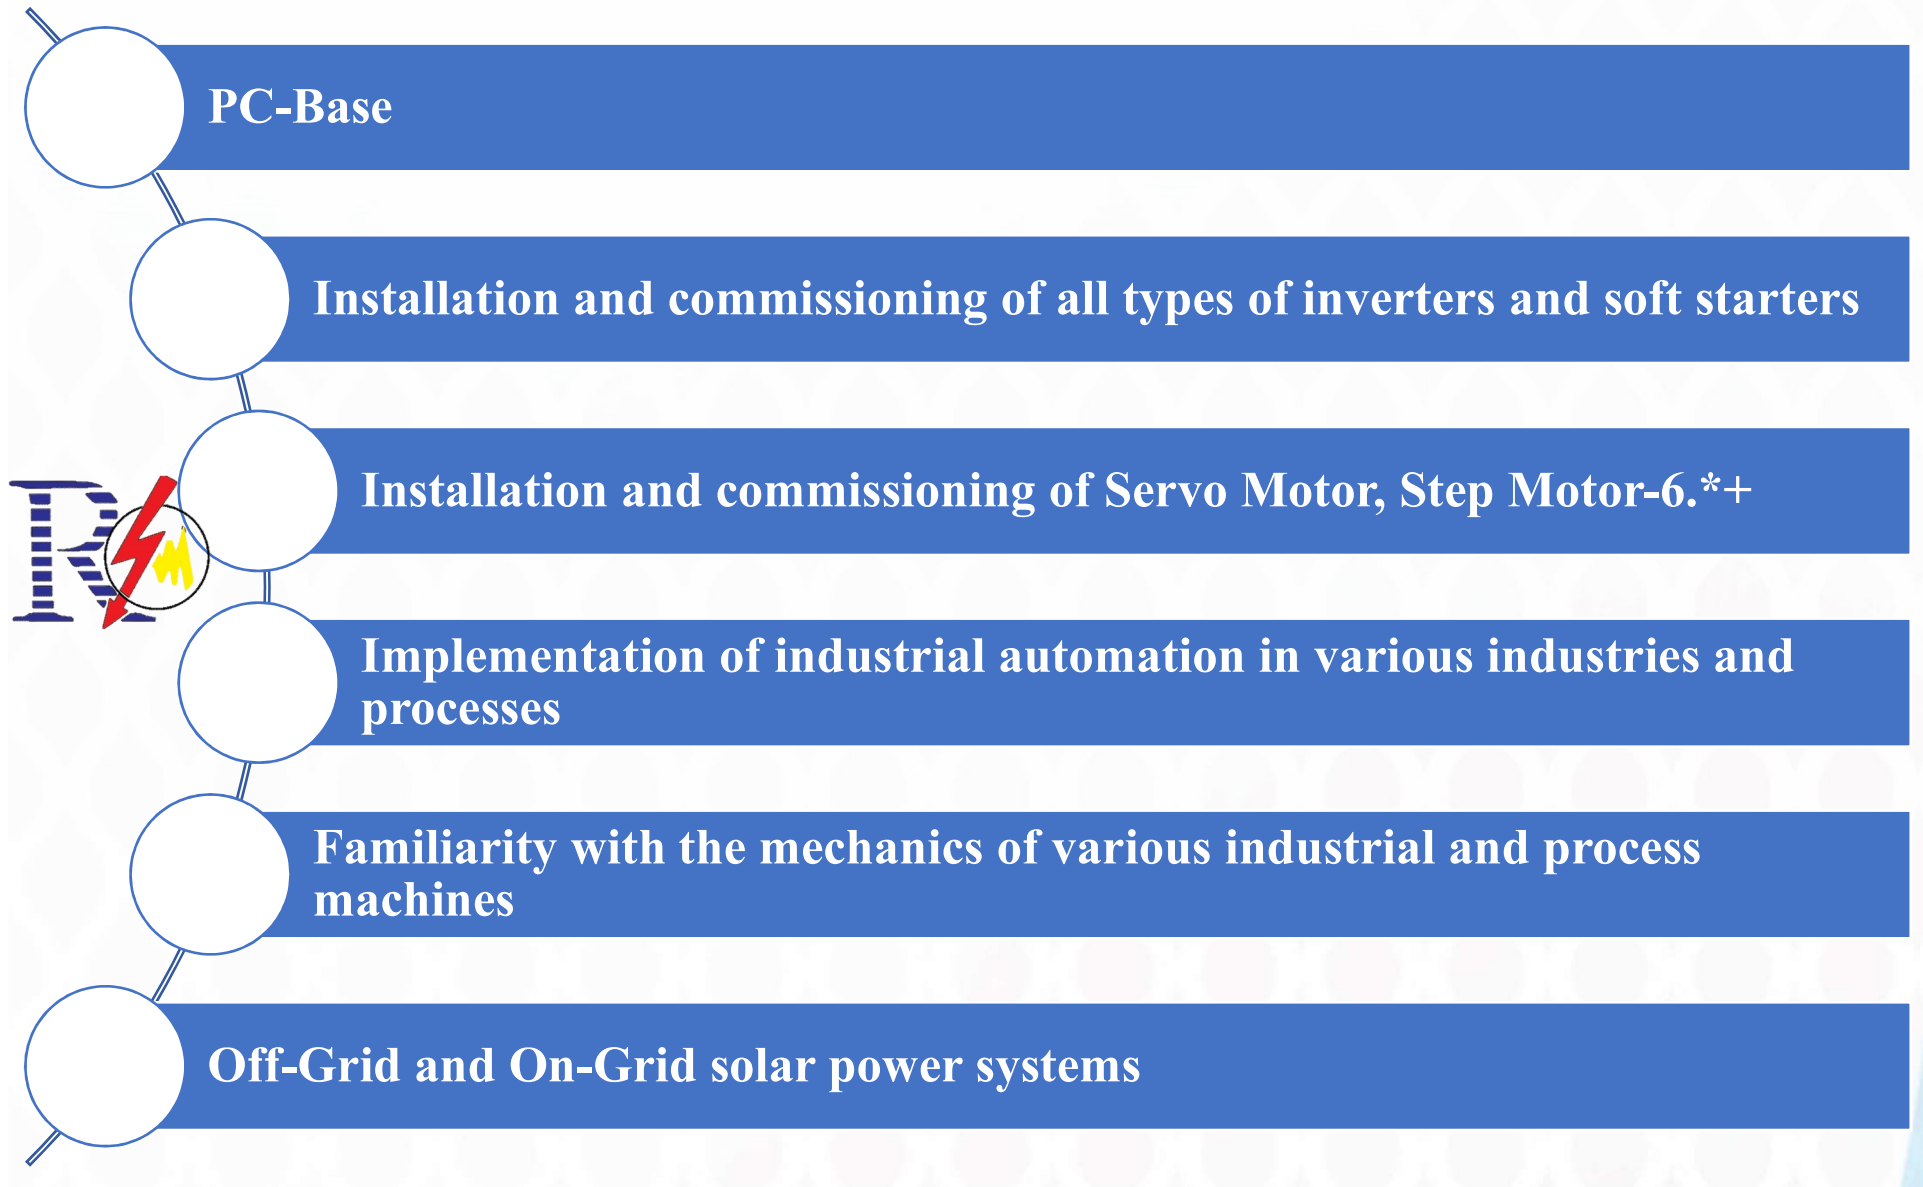 PC-Base
Installation and commissioning of all types of inverters and soft starters
Installation and commissioning of Servo Motor, Step Motor-6.*+
R
Implementation of industrial automation in various industries and
processes
Familiarity with the mechanics of various industrial and process
machines
Off-Grid and On-Grid solar power systems